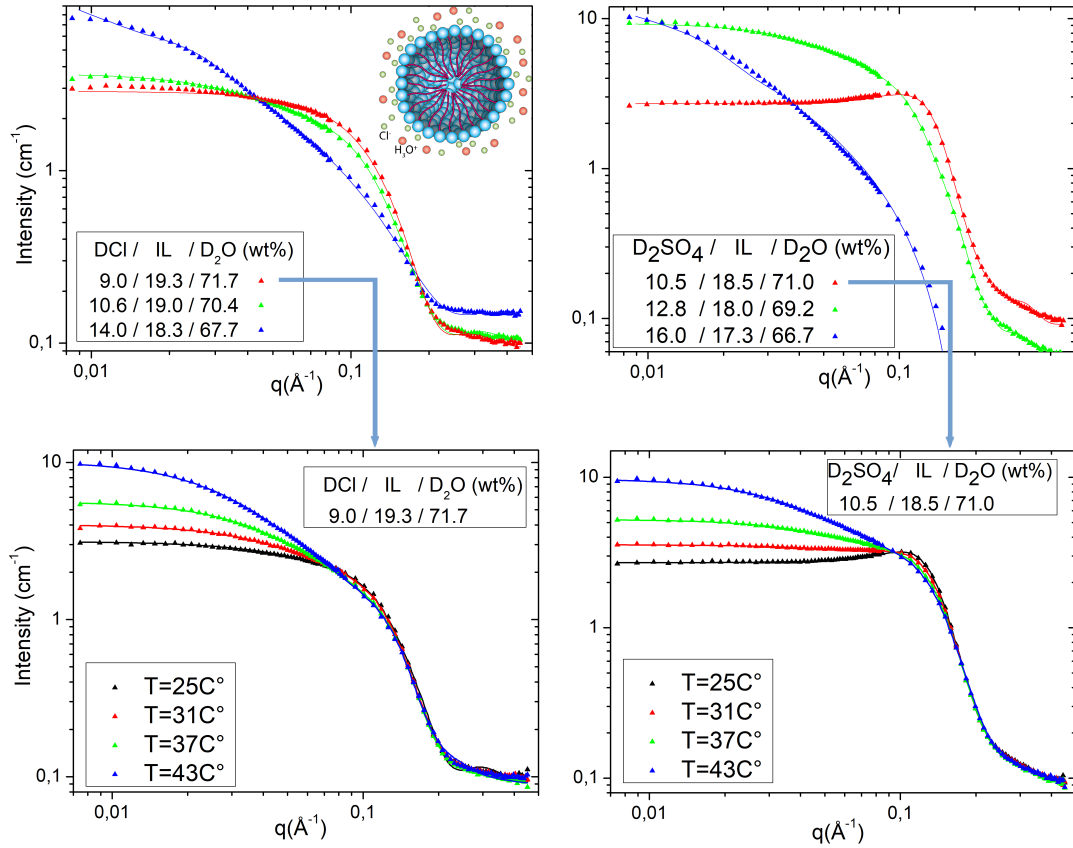 10
1
0,1
Intensity (cm-1)
0,01
0,1
q(Å-1)
Cl-
H3O+
DCl / IL / D2O (wt%)
9.0 / 19.3 / 71.7
10.6 / 19.0 / 70.4
14.0 / 18.3 / 67.7
10
1
0,1
0,01
0,1
q(Å-1)
D2SO4 / IL / D2O (wt%)
10.5 / 18.5 / 71.0
12.8 / 18.0 / 69.2
16.0 / 17.3 / 66.7
10
1
0,1
Intensity (cm-1)
0,01
0,1
q(Å-1)
DCl / IL / D2O (wt%)
9.0 / 19.3 / 71.7
T=25C°
T=31C°
T=37C°
T=43C°
10
1
0,1
Intensity (cm-1)
0,01
0,1
q(Å-1)
D2SO4/ IL / D2O (wt%)
10.5 / 18.5 / 71.0
T=25C°
T=31C°
T=37C°
T=43C°